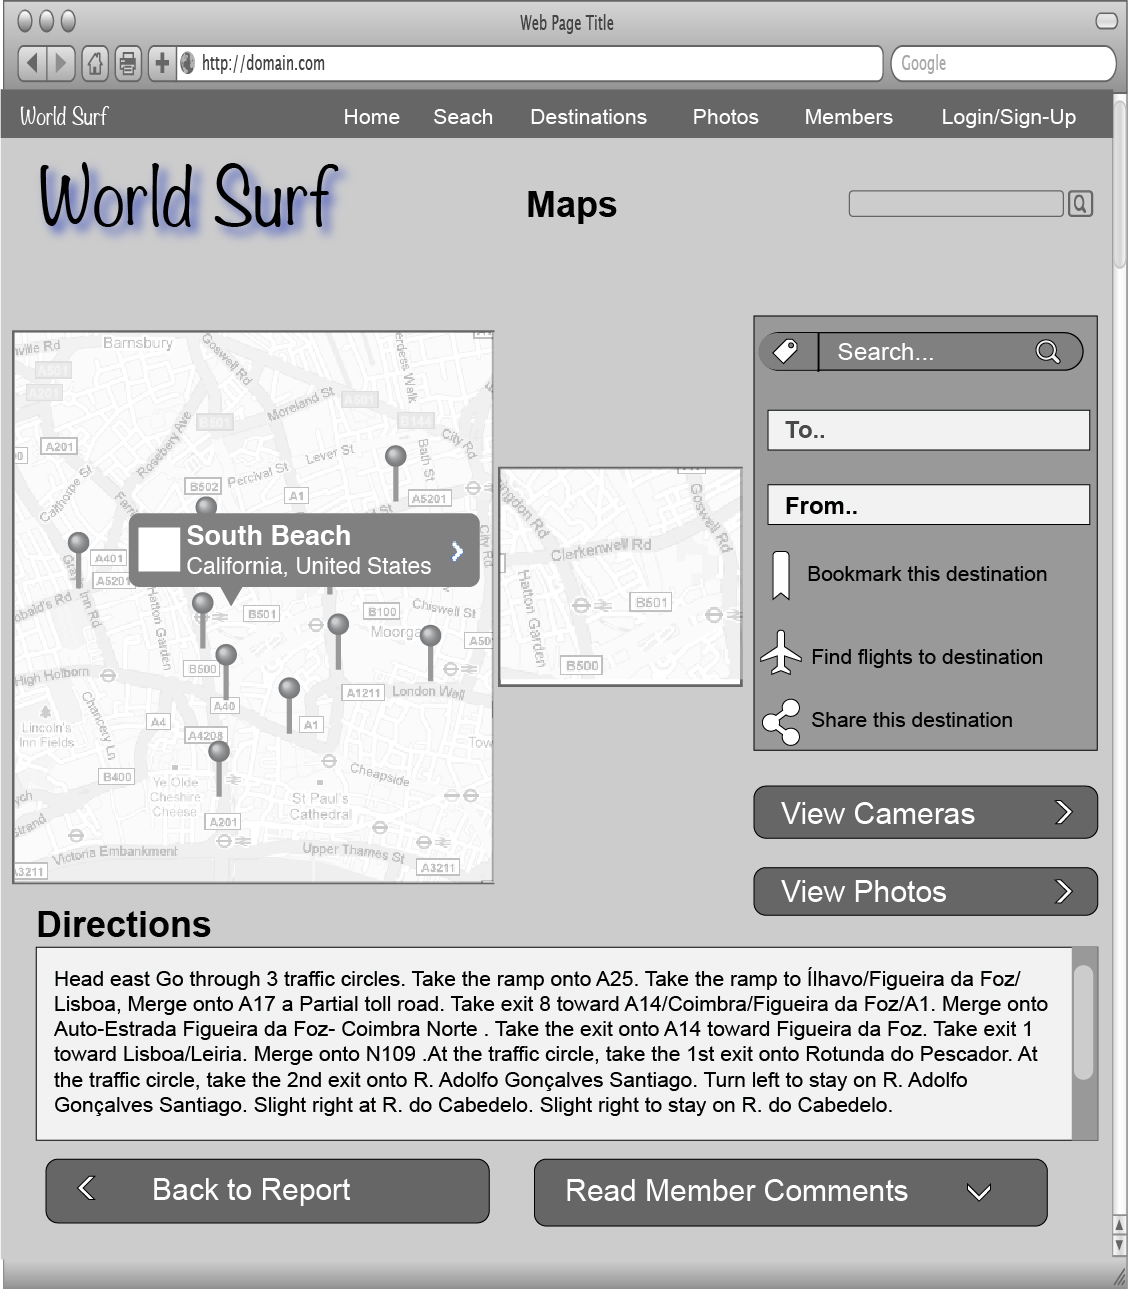 Web Page Title
http://domain.com
Google
World Surf
Home Seach Destinations Photos Members Login/Sign-Up
World Surf
Maps
Barnsbury
Goswell Rd
A501
A201
Moreland St
A501
B501
B144
City Rd
Rosebery Ave
A201
Lever St
Bath St
Percival St
Calthorpe St
B502
A1
A5201
South Beach
California, United States
A401
A5201
City Rd
Hatton Garden
B501
B100
Chiswell St
High Holborn
B500
A1211
London Wall
A40
Chancery Ln
Lincoln's
Inn Fields
A4
A1
A4208
B400
Ye Olde
Cheshire
Cheese
Cheapside
St Paul's
Cathedral
A201
Victoria Embankment
Upper Thames St
A3211
A3211
Goswell Rd
Clerkenwell Rd
Hatton Garden
B501
B500
Search...
To..
From..
Bookmark this destination
Find flights to destination
Share this destination
View Cameras
View Photos
Directions
Head east Go through 3 traffic circles. Take the ramp onto A25. Take the ramp to Ílhavo/Figueira da Foz/
Lisboa, Merge onto A17 a Partial toll road. Take exit 8 toward A14/Coimbra/Figueira da Foz/A1. Merge onto
Auto-Estrada Figueira da Foz- Coimbra Norte . Take the exit onto A14 toward Figueira da Foz. Take exit 1
toward Lisboa/Leiria. Merge onto N109 .At the traffic circle, take the 1st exit onto Rotunda do Pescador. At
the traffic circle, take the 2nd exit onto R. Adolfo Gonçalves Santiago. Turn left to stay on R. Adolfo
Gonçalves Santiago. Slight right at R. do Cabedelo. Slight right to stay on R. do Cabedelo.
Back to Report
Read Member Comments